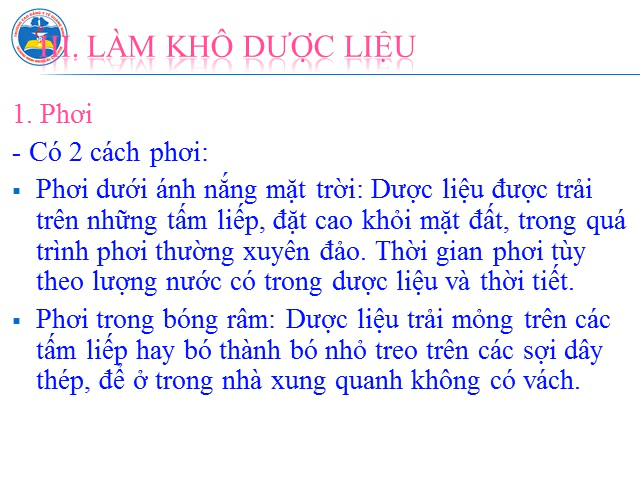 III. LÀM KHÔ DƯỢC LIỆU
1. Phơi
- Có 2 cách phơi:
▪ Phơi dưới ánh nắng mặt trời: Dược liệu được trải
trên những tấm liếp, đặt cao khỏi mặt đất, trong quá
trình phơi thường xuyên đảo. Thời gian phơi tùy
theo lượng nước có trong dược liệu và thời tiết.
▪ Phơi trong bóng râm: Dược liệu trải mỏng trên các
tấm liếp hay bó thành bó nhỏ treo trên các sợi dây
thép, để ở trong nhà xung quanh không có vách.